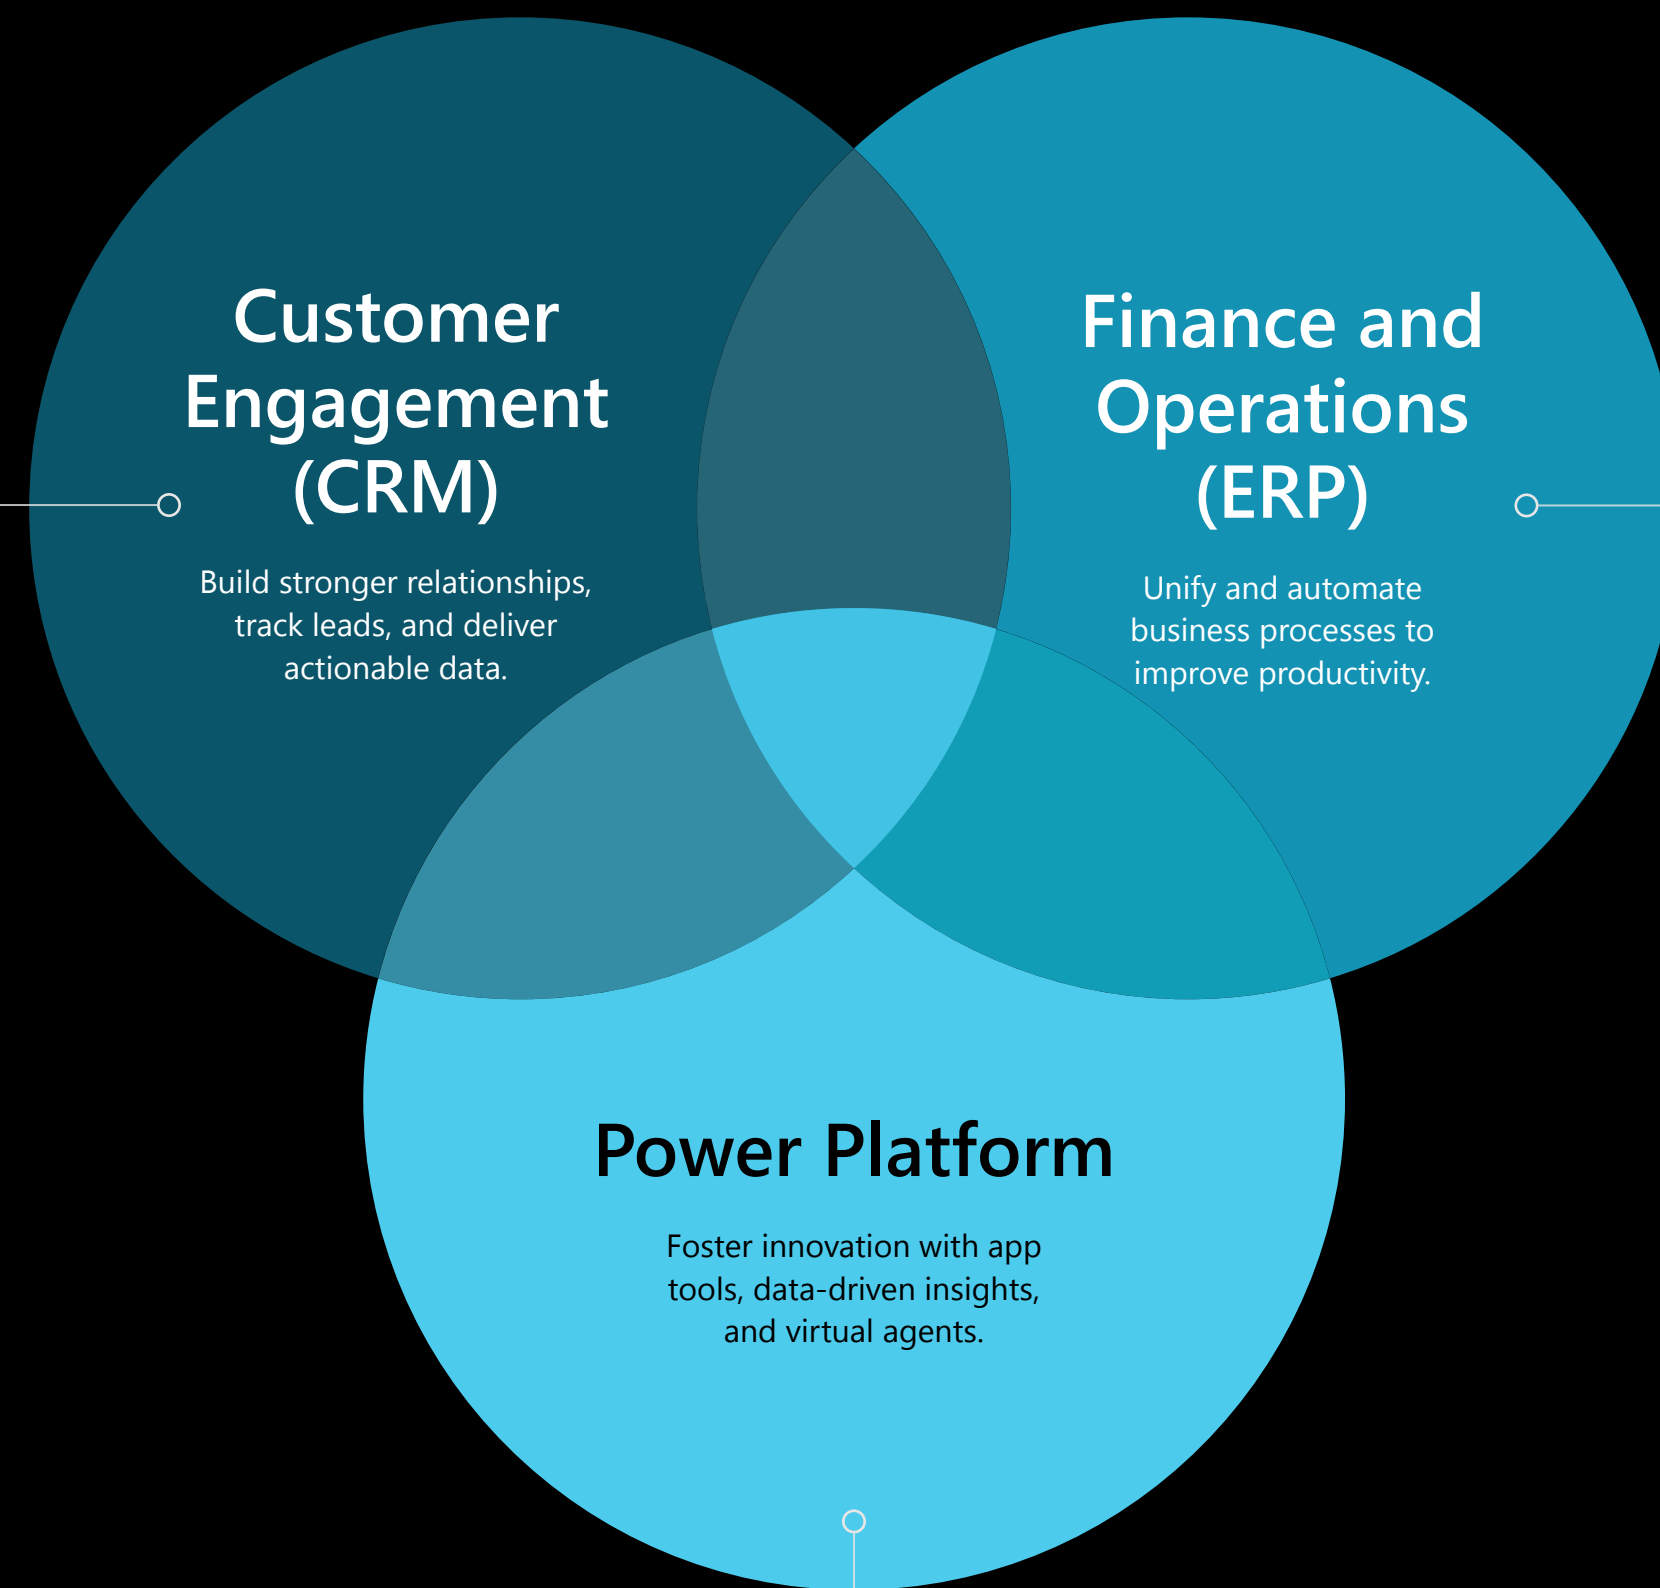 Customer
Engagement
(CRM)
Build stronger relationships,
track leads, and deliver
actionable data.
Finance and
Operations
(ERP)
Unify and automate
business processes to
improve productivity.
Power Platform
Foster innovation with app
tools, data-driven insights,
and virtual agents.